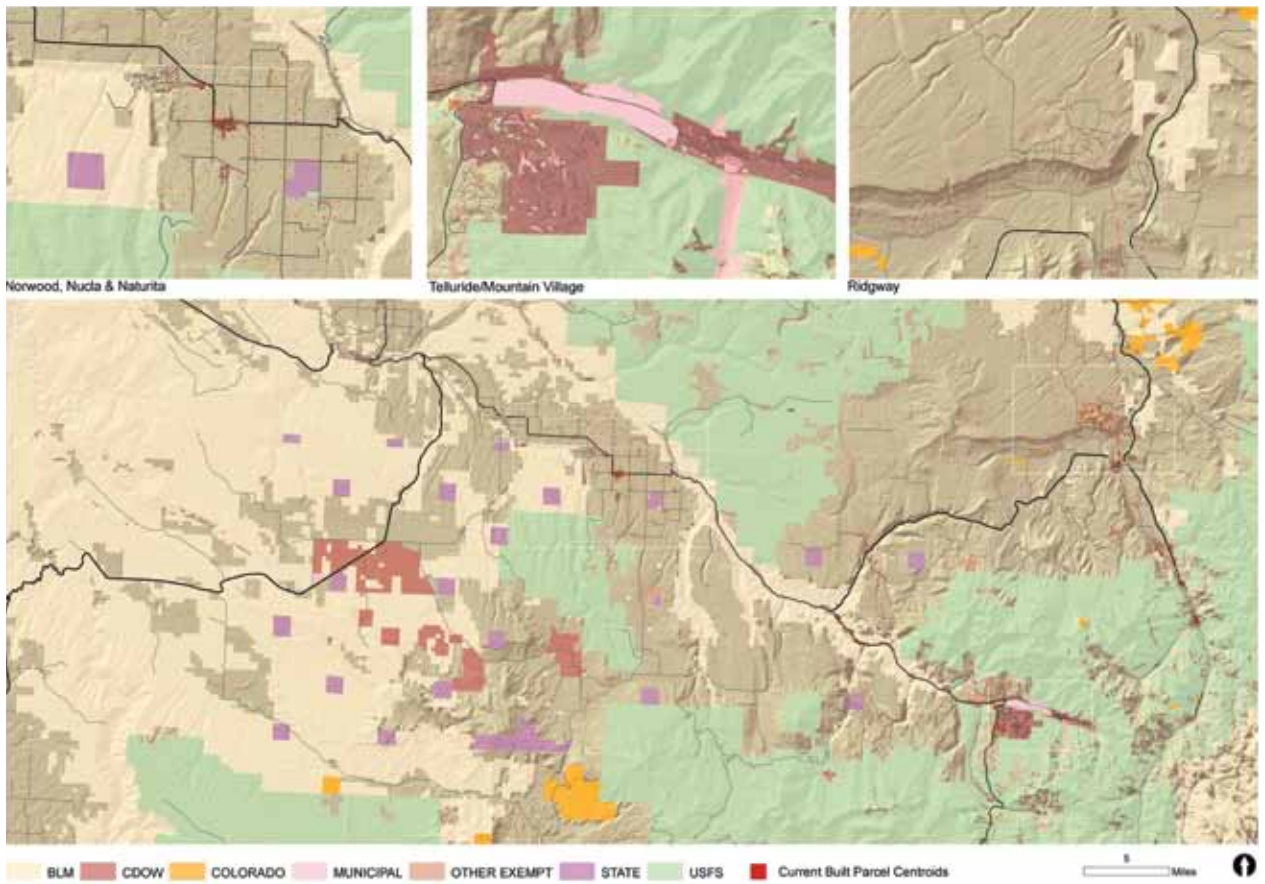 Norwood, Nucla & Naturita
Telluride/Mountain Village
Ridgway
BLM CDOW COLORADO MUNICIPAL OTHER EXEMPT STATE USFS Current Built Parcel Centroids 5 Miles